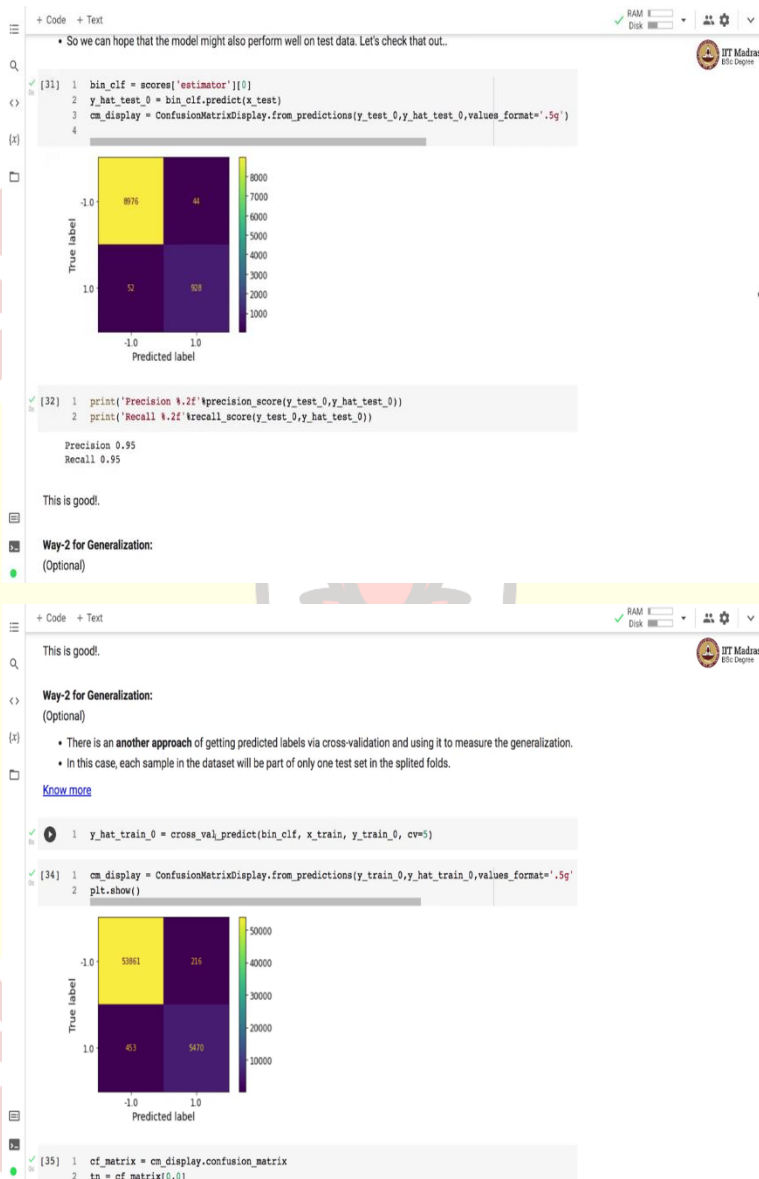 + Code + Text
RAM
Disk
IIT Madras
BSc Degree
• So we can hope that the model might also perform well on test data. Let's check that out..
[31] 1 bin_clf = scores['estimator'][0]
2 y_hat_test_0 = bin_clf.predict(x_test)
3 cm_display = ConfusionMatrixDisplay.from_predictions(y_test_0,y_hat_test_0,values_format='.5g')
4
8976 44
52 928
-1.0
1.0
True label
-1.0 1.0
Predicted label
8000
7000
6000
5000
4000
3000
2000
1000
[32] 1 print('Precision %.2f'%precision_score(y_test_0,y_hat_test_0))
2 print('Recall %.2f'%recall_score(y_test_0,y_hat_test_0))
Precision 0.95
Recall 0.95
This is good!.
Way-2 for Generalization:
(Optional)
+ Code + Text
RAM
Disk
IIT Madras
BSc Degree
This is good!.
Way-2 for Generalization:
(Optional)
• There is an another approach of getting predicted labels via cross-validation and using it to measure the generalization.
• In this case, each sample in the dataset will be part of only one test set in the splited folds.
Know more
1 y_hat_train_0 = cross_val_predict(bin_clf, x_train, y_train_0, cv=5)
[34] 1 cm_display = ConfusionMatrixDisplay.from_predictions(y_train_0,y_hat_train_0,values_format='.5g'
2 plt.show()
53861 216
453 5470
-1.0
1.0
True label
-1.0 1.0
Predicted label
50000
40000
30000
20000
10000
[35] 1 cf_matrix = cm_display.confusion_matrix
2 tn = cf_matrix[0,0]